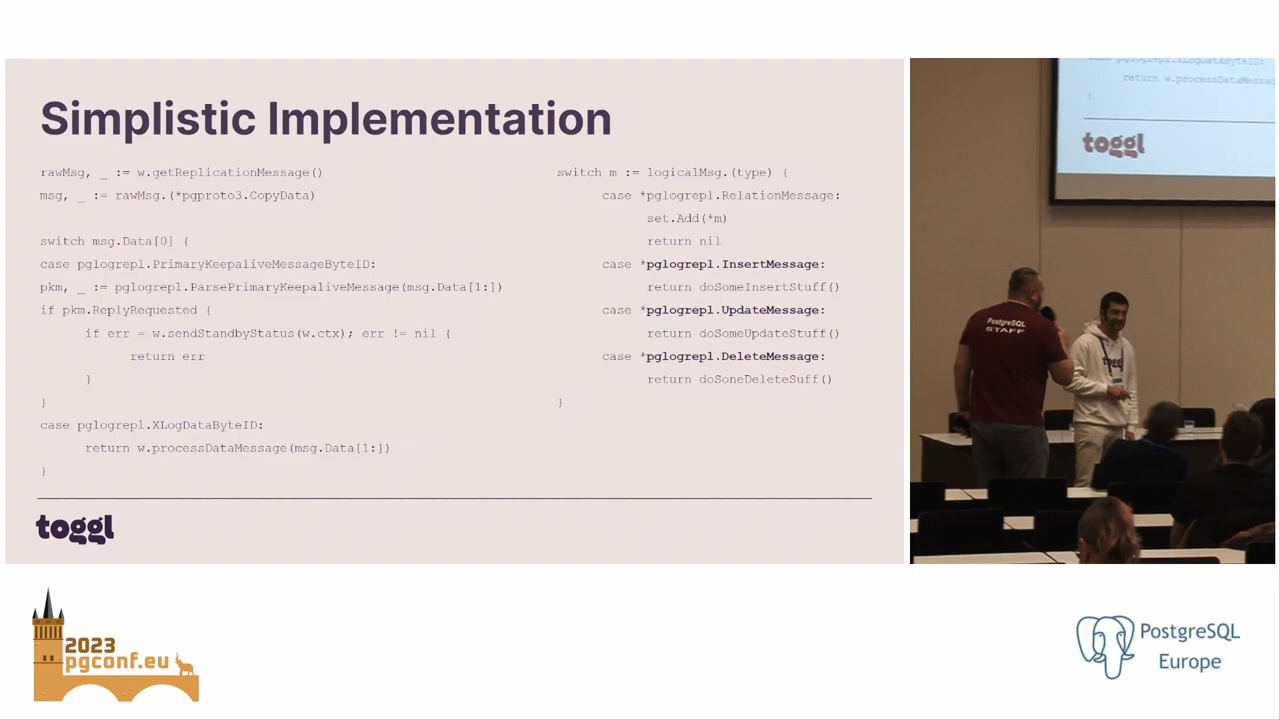 Simplistic Implementation
rawMsg, _ := w.getReplicationMessage()
msg, _ := rawMsg.(*pgproto3.CopyData)
switch msg.Data[0] {
case pglogrepl.PrimaryKeepaliveMessageByteID:
pkm, _ := pglogrepl.ParsePrimaryKeepaliveMessage(msg.Data[1:])
if pkm.ReplyRequested {
if err = w.sendStandbyStatus(w.ctx); err != nil {
return err
}
}
case pglogrepl.XLogDataByteID:
return w.processDataMessage(msg.Data[1:])
}
switch m := logicalMsg.(type) {
case *pglogrepl.RelationMessage:
set.Add(*m)
return nil
case *pglogrepl.InsertMessage:
return doSomeInsertStuff()
case *pglogrepl.UpdateMessage:
return doSomeUpdateStuff()
case *pglogrepl.DeleteMessage:
return doSoneDeleteSuff()
}
toggl
return w.processDataMessag
}
toggl
PostgreSQL
STAFF
toggl
2023
pgconf.eu
PostgreSQL
Europe